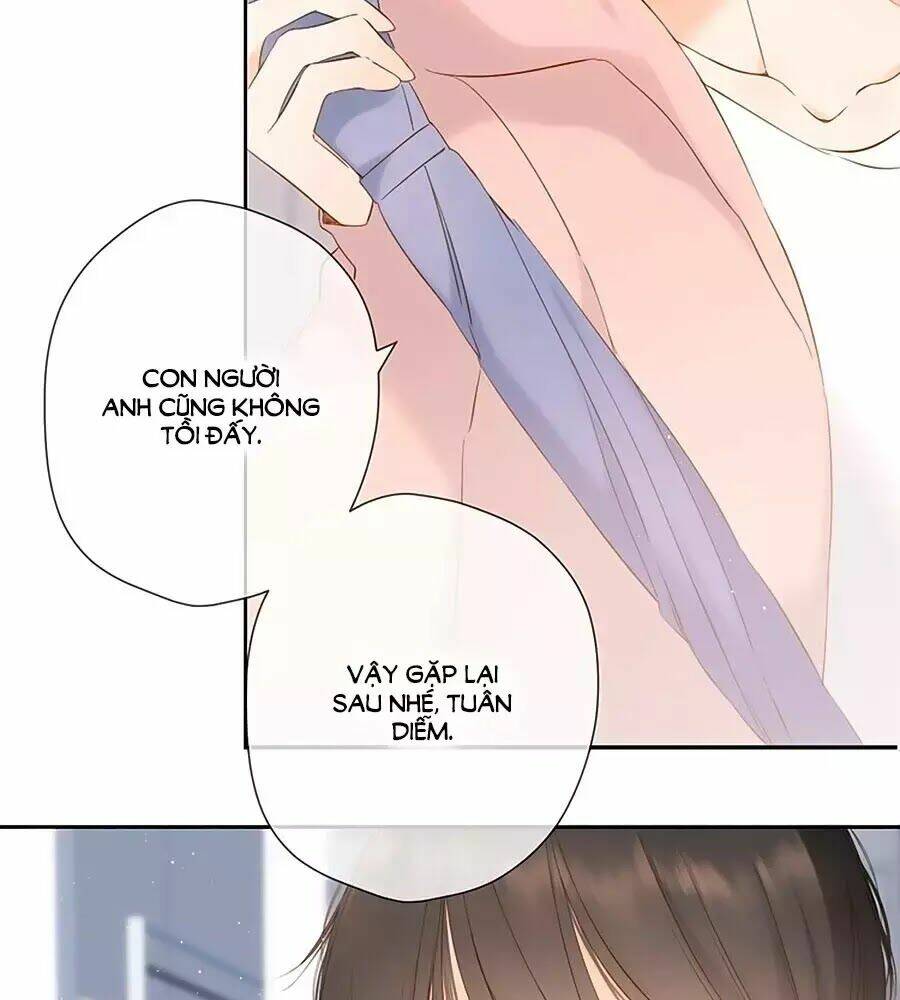 CON NGƯỜI
ANH CŨNG KHÔNG
TỒI ĐẤY.
VẬY GẶP LẠI
SAU NHÉ, TUÂN
DIỄM.